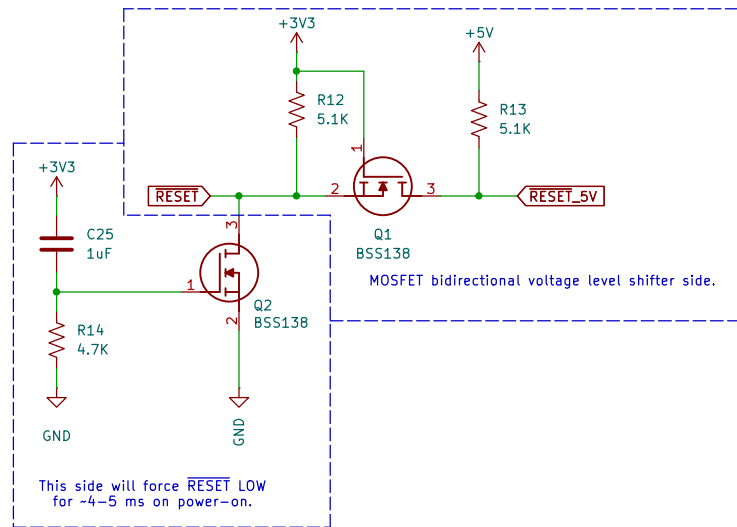 +3V3
+5V
R12
5.1K
R13
5.1K
1
+3V3
RESET
2
3
RESET_5V
Q1
BSS138
C25
1uF
3
MOSFET bidirectional voltage level shifter side.
1
Q2
BSS138
2
R14
4.7K
GND
GND
This side will force RESET LOW
for ~4-5 ms on power-on.